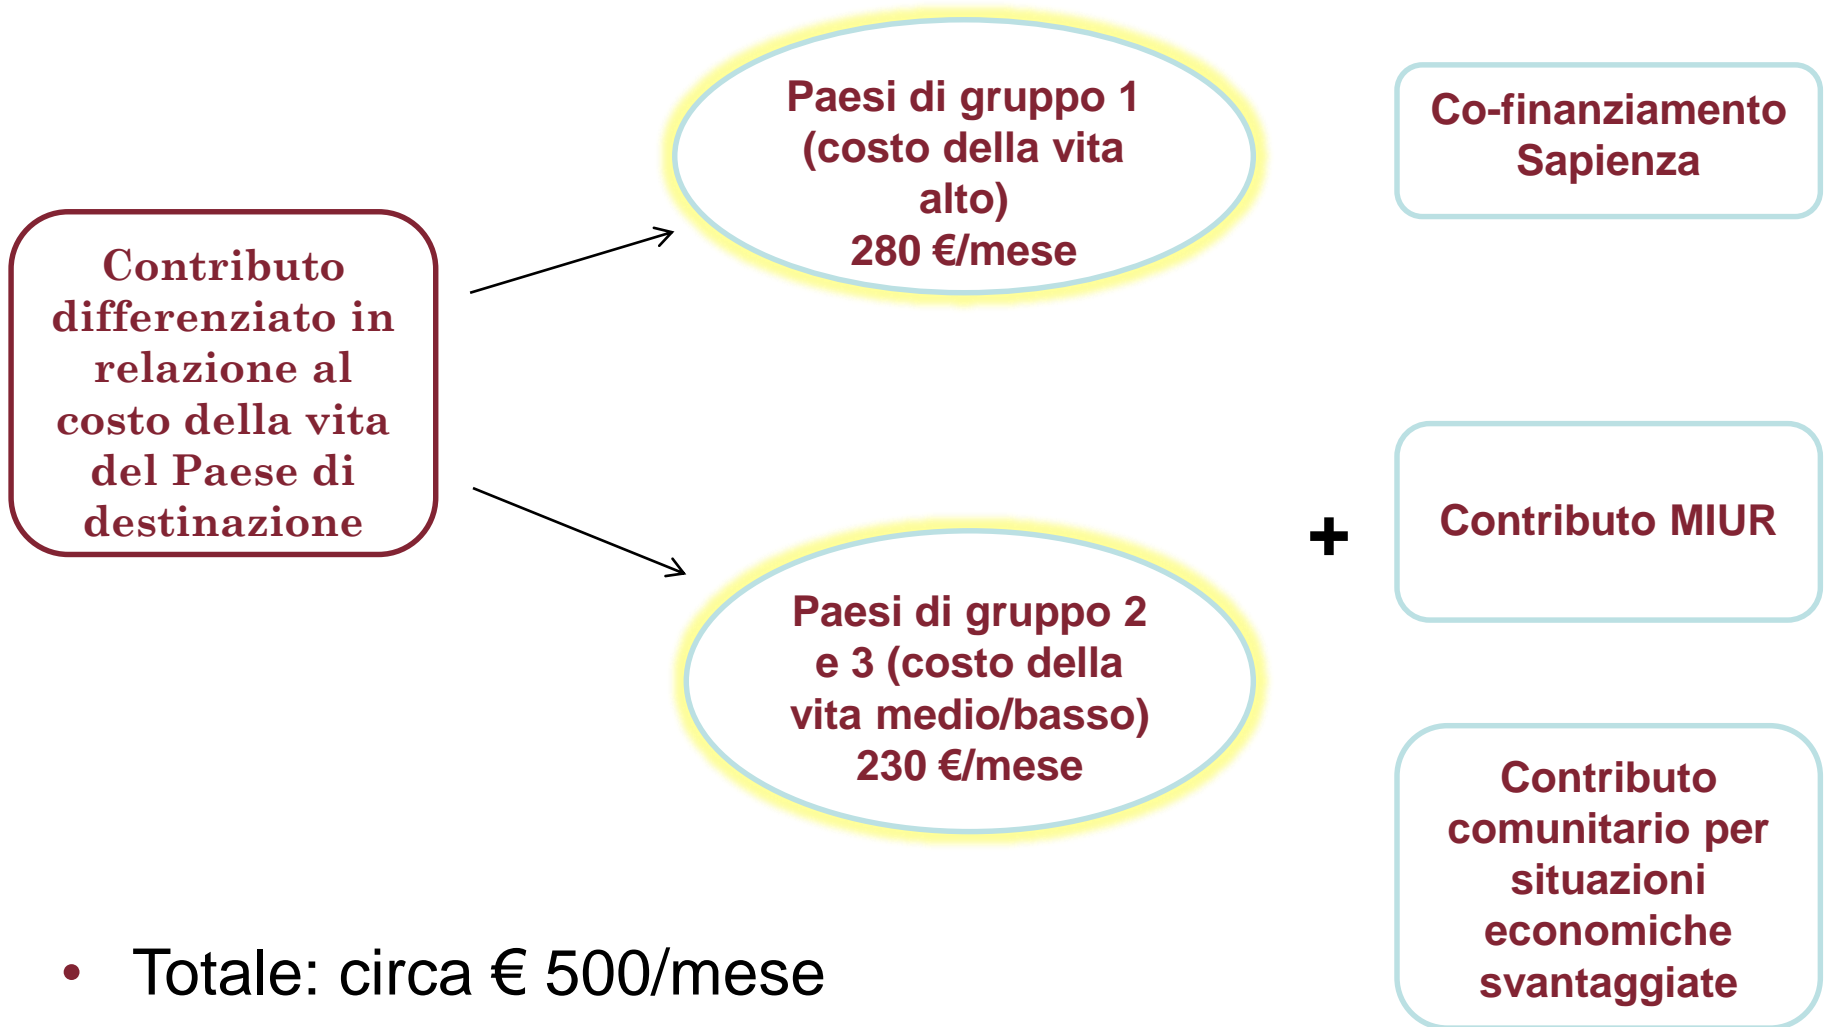 Contributo
differenziato in
relazione al
costo della vita
del Paese di
destinazione
Paesi di gruppo 1
(costo della vita
alto)
280 €/mese
Paesi di gruppo 2
e 3 (costo della
vita medio/basso)
230 €/mese
+
Co-finanziamento
Sapienza
Contributo MIUR
Contributo
comunitario per
situazioni
economiche
svantaggiate
• Totale: circa € 500/mese